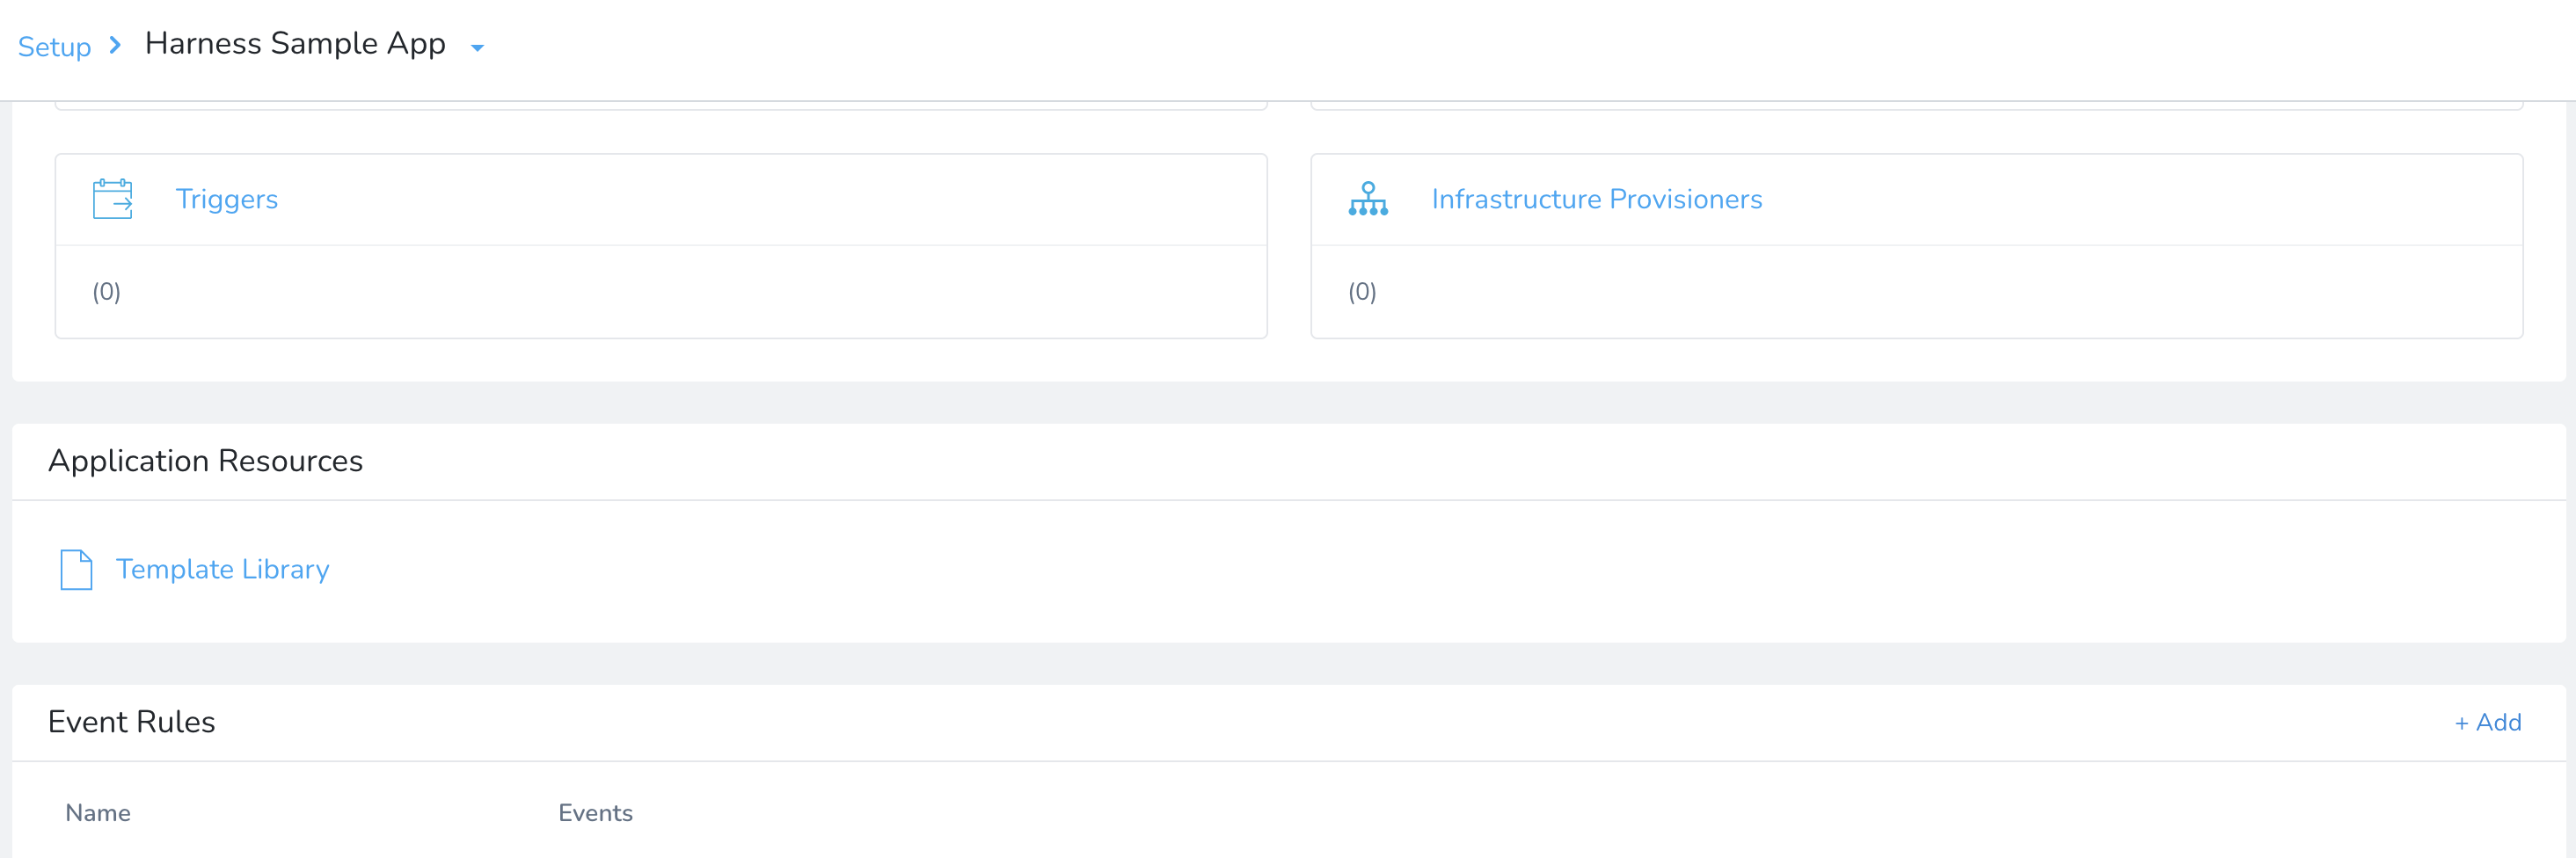 Setup > Harness Sample App
Triggers
Infrastructure Provisioners
(0)
(0)
Application Resources
Template Library
Event Rules
+ Add
Name
Events